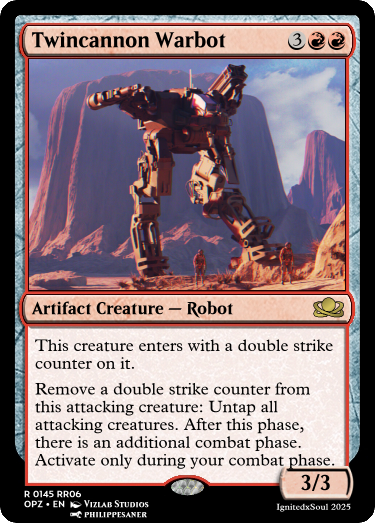 Twincannon Warbot 3
Artifact Creature — Robot
This creature enters with a double strike
counter on it.
Remove a double strike counter from
this attacking creature: Untap all
attacking creatures. After this phase,
there is an additional combat phase.
Activate only during your combat phase.
3/3
R 0145 RR06
OPZ • EN VIZLAB STUDIOS
PHILIPPESANER
IgnitedxSoul 2025